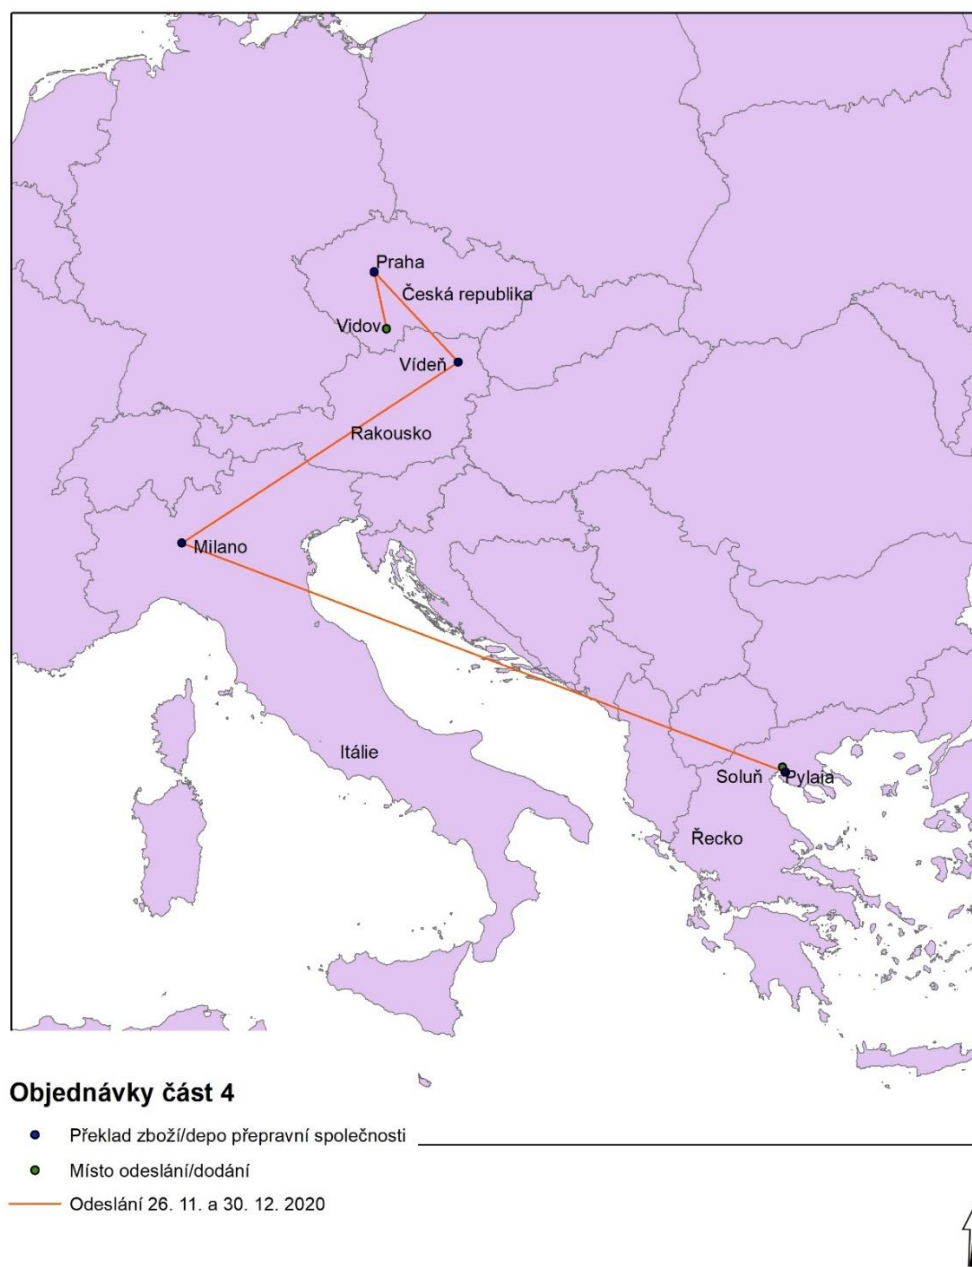 Praha
Česká republika
Vidov
Vídeň
Rakousko
Milano
Itálie
Soluň
Pylaia
Řecko
Objednávky část 4
Překlad zboží/depo přepravní společnosti
Místo odeslání/dodání
Odeslání 26. 11. a 30. 12. 2020